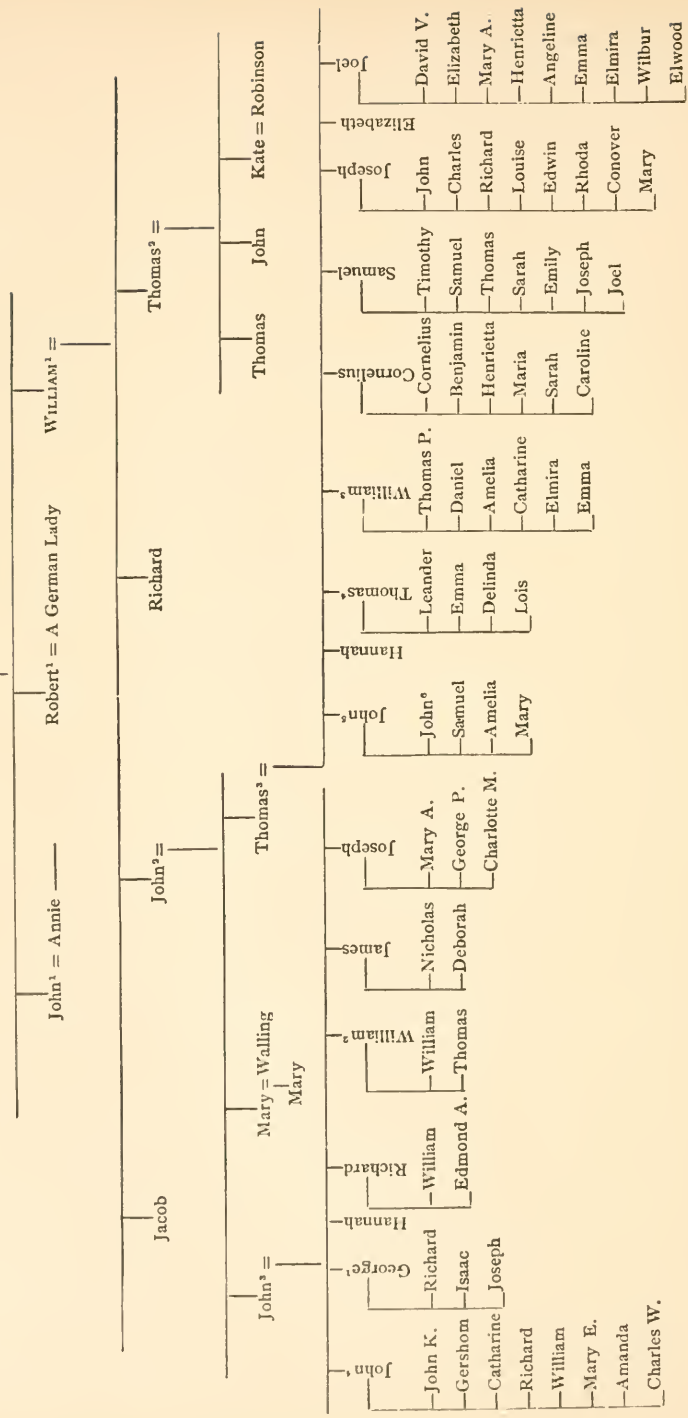 John¹ = Annie
Robert¹ = A German Lady
WILLIAM¹ =
Jacob
John² =
Richard
Thomas² =
John³ =
Mary = Walling
Mary
Thomas³ =
Thomas
John
Kate = Robinson
John⁴
John K.
Gershom
Catharine
Richard
William
Mary E.
Amanda
Charles W.
George¹
Richard
Isaac
Joseph
Hannah
Richard
William
Edmond A.
William²
William
Thomas
James
Nicholas
Deborah
Joseph
Mary A.
George P.
Charlotte M.
John⁵
John⁶
Samuel
Amelia
Mary
Hannah
Thomas⁴
Leander
Emma
Delinda
Lois
William³
Thomas P.
Daniel
Amelia
Catharine
Elmira
Emma
Cornelius
Cornelius
Benjamin
Henrietta
Maria
Sarah
Caroline
Samuel
Timothy
Samuel
Thomas
Sarah
Emily
Joseph
Joel
Joseph
John
Charles
Richard
Louise
Edwin
Rhoda
Conover
Mary
Elizabeth
Joel
David V.
Elizabeth
Mary A.
Henrietta
Angeline
Emma
Elmira
Wilbur
Elwood